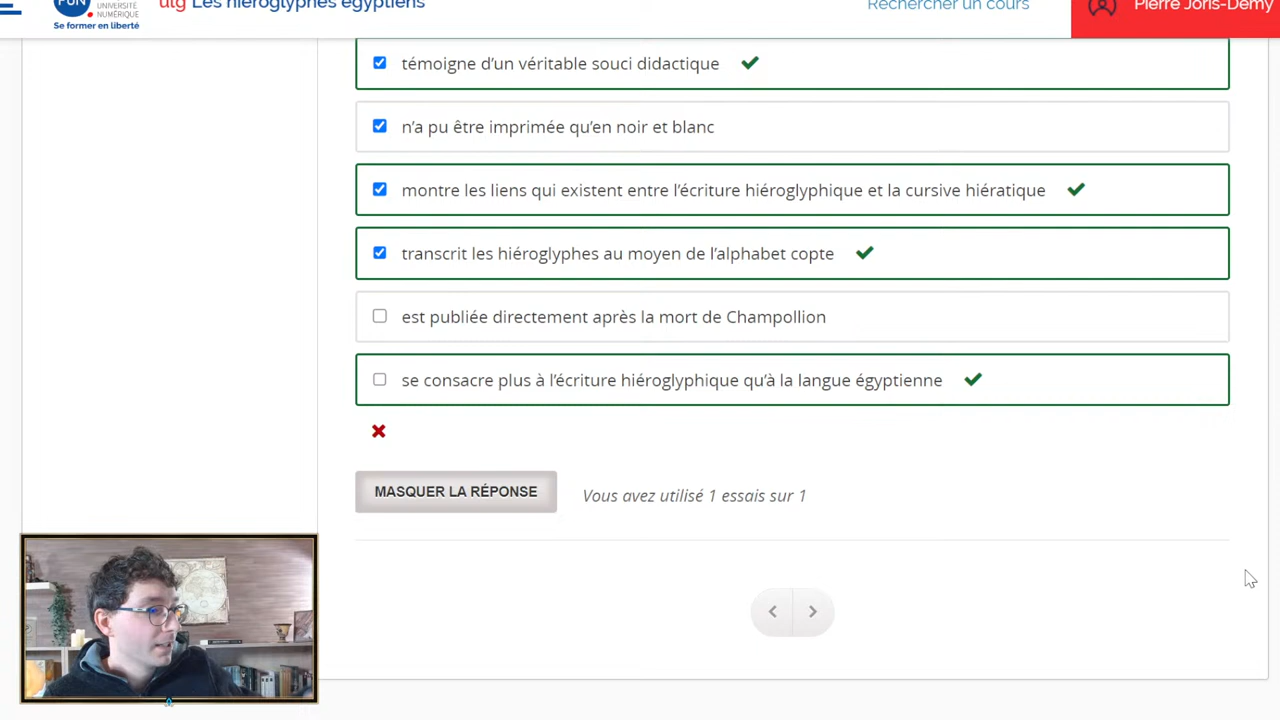 FUN
UNIVERSITÉ
NUMÉRIQUE
Se former en liberté
ulg Les hiéroglyphes égyptiens
Rechercher un cours
Pierre Joris-Demy
témoigne d’un véritable souci didactique
n’a pu être imprimée qu’en noir et blanc
montre les liens qui existent entre l’écriture hiéroglyphique et la cursive hiératique
transcrit les hiéroglyphes au moyen de l’alphabet copte
est publiée directement après la mort de Champollion
se consacre plus à l’écriture hiéroglyphique qu’à la langue égyptienne
MASQUER LA RÉPONSE
Vous avez utilisé 1 essais sur 1